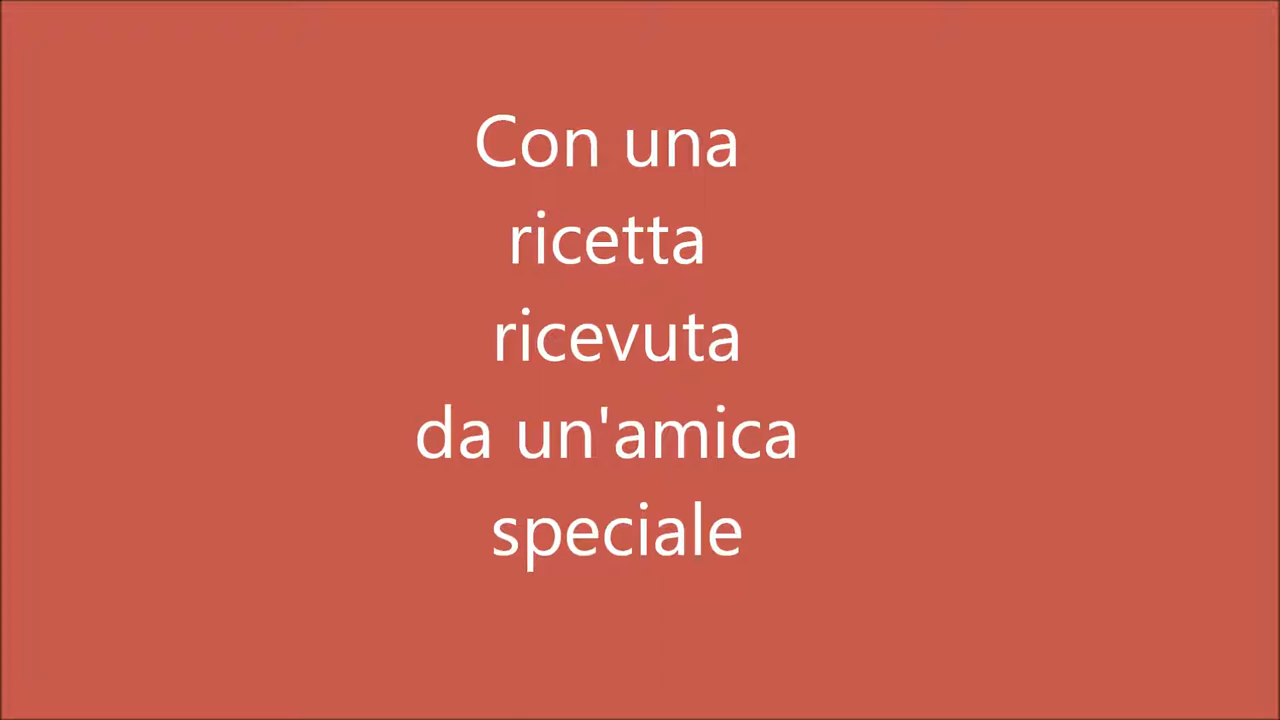 Con una
ricetta
ricevuta
da un'amica
speciale